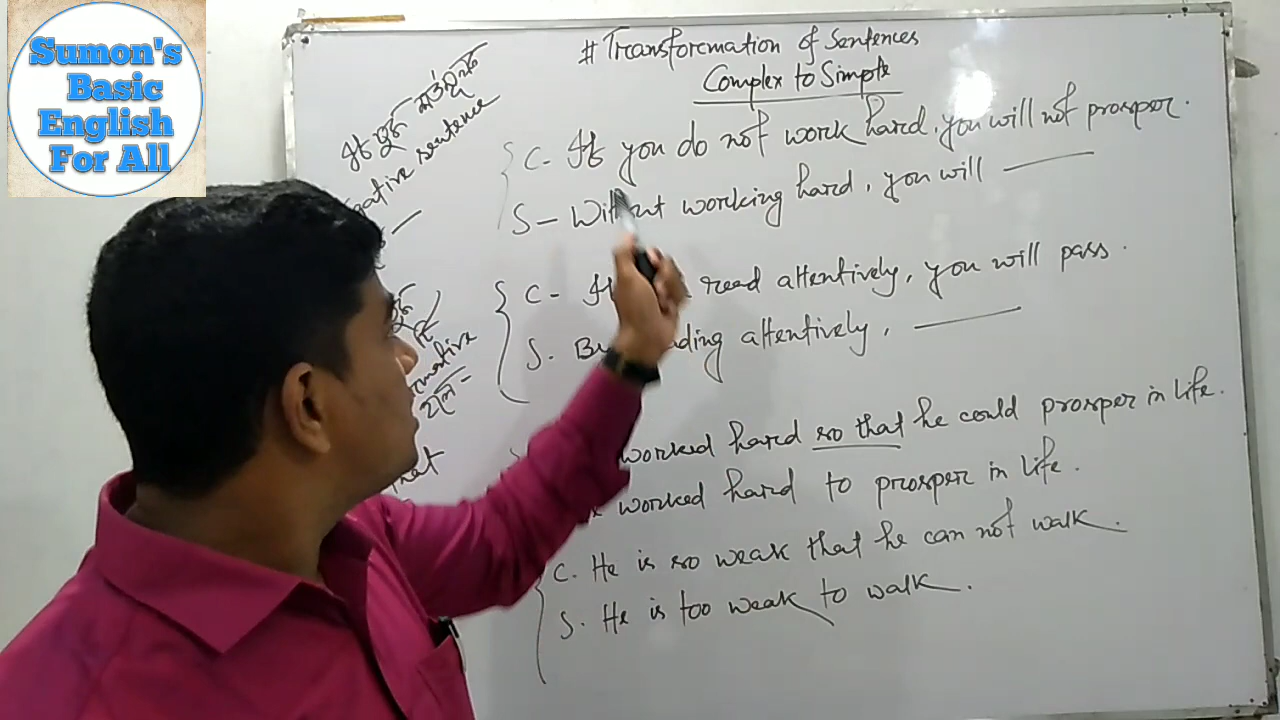 Sumon's
Basic
English
For All
# Transformation of Sentences
Complex to Simple
C- If you do not work hard, you will not prosper.
S- Without working hard, you will ———
C- If read attentively, you will pass.
S. attentively, ———
worked hard so that he could prosper in life.
worked hard to prosper in life.
C. He is so weak that he can not walk.
S. He is too weak to walk.
If যুক্ত
sentence